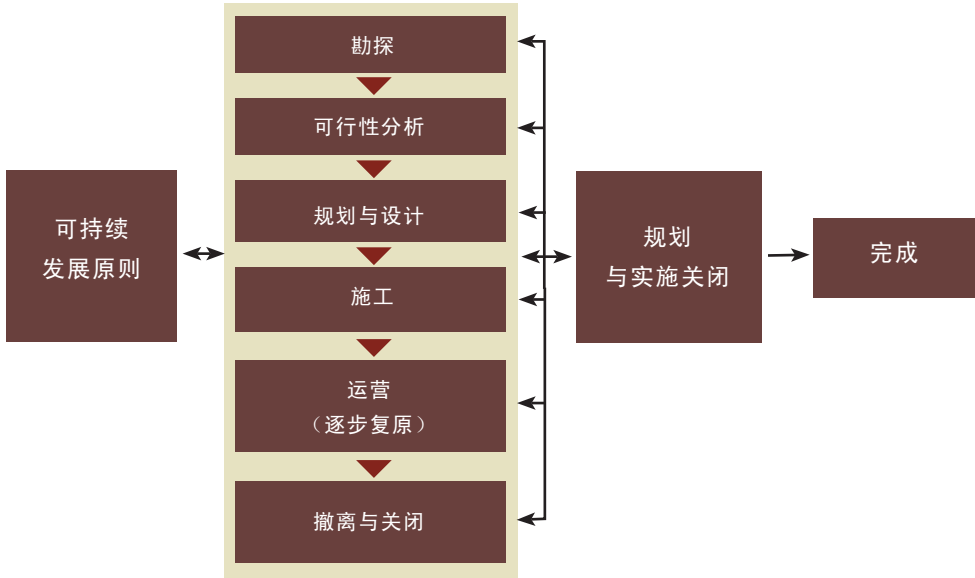 可持续
发展原则
勘探
可行性分析
规划与设计
施工
运营
（逐步复原）
撤离与关闭
规划
与实施关闭
完成